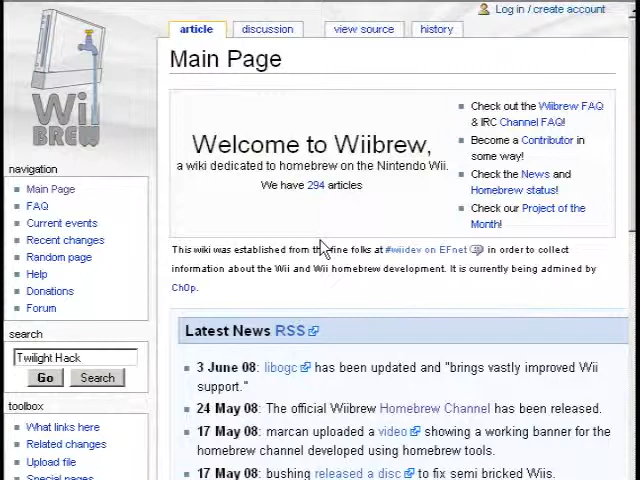 Log in / create account
article discussion view source history
Wii
BREW
Main Page
Welcome to Wiibrew,
a wiki dedicated to homebrew on the Nintendo Wii.
We have 294 articles
Check out the Wiibrew FAQ
& IRC Channel FAQ!
Become a Contributor in
some way!
Check the News and
Homebrew status!
Check our Project of the
Month!
navigation
Main Page
FAQ
Current events
Recent changes
Random page
Help
Donations
Forum
search
Twilight Hack
Go Search
toolbox
What links here
Related changes
Upload file
Special pages
This wiki was established from the fine folks at #wiidev on EFnet in order to collect
information about the Wii and Wii homebrew development. It is currently being admined by
Ch0p.
Latest News RSS
3 June 08: libogc has been updated and "brings vastly improved Wii
support."
24 May 08: The official Wiibrew Homebrew Channel has been released.
17 May 08: marcan uploaded a video showing a working banner for the
homebrew channel developed using homebrew tools.
17 May 08: bushing released a disc to fix semi bricked Wiis.